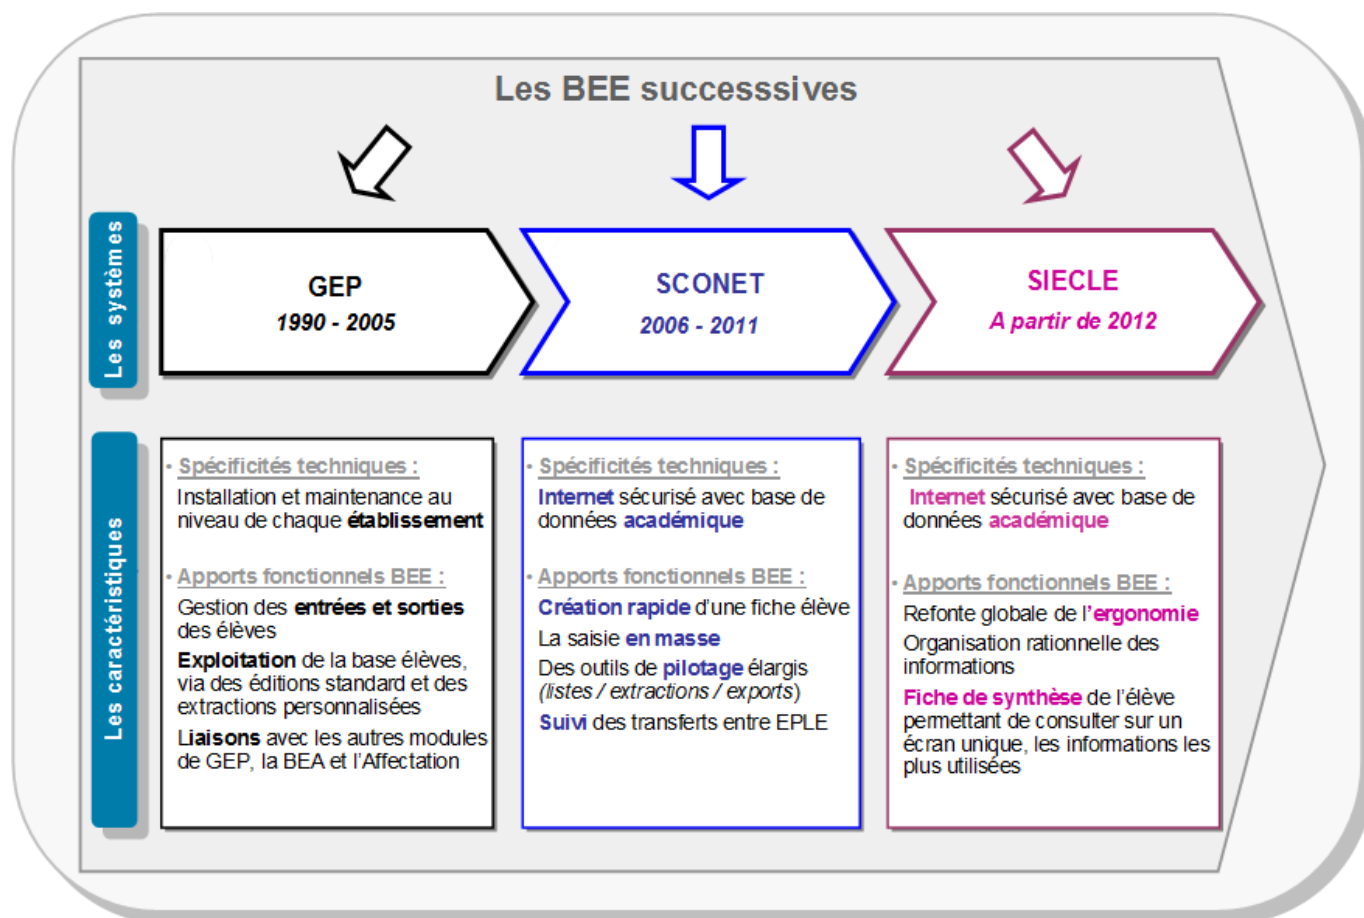 Les BEE successsives
Les systèmes
GEP
1990 - 2005
SCONET
2006 - 2011
SIECLE
A partir de 2012
Les caractéristiques
• Spécificités techniques :
Installation et maintenance au
niveau de chaque établissement
• Apports fonctionnels BEE :
Gestion des entrées et sorties
des élèves
Exploitation de la base élèves,
via des éditions standard et des
extractions personnalisées
Liaisons avec les autres modules
de GEP, la BEA et l'Affectation
• Spécificités techniques :
Internet sécurisé avec base de
données académique
• Apports fonctionnels BEE :
Création rapide d'une fiche élève
La saisie en masse
Des outils de pilotage élargis
(listes / extractions / exports)
Suivi des transferts entre EPLE
• Spécificités techniques :
Internet sécurisé avec base de
données académique
• Apports fonctionnels BEE :
Refonte globale de l'ergonomie
Organisation rationnelle des
informations
Fiche de synthèse de l'élève
permettant de consulter sur un
écran unique, les informations les
plus utilisées